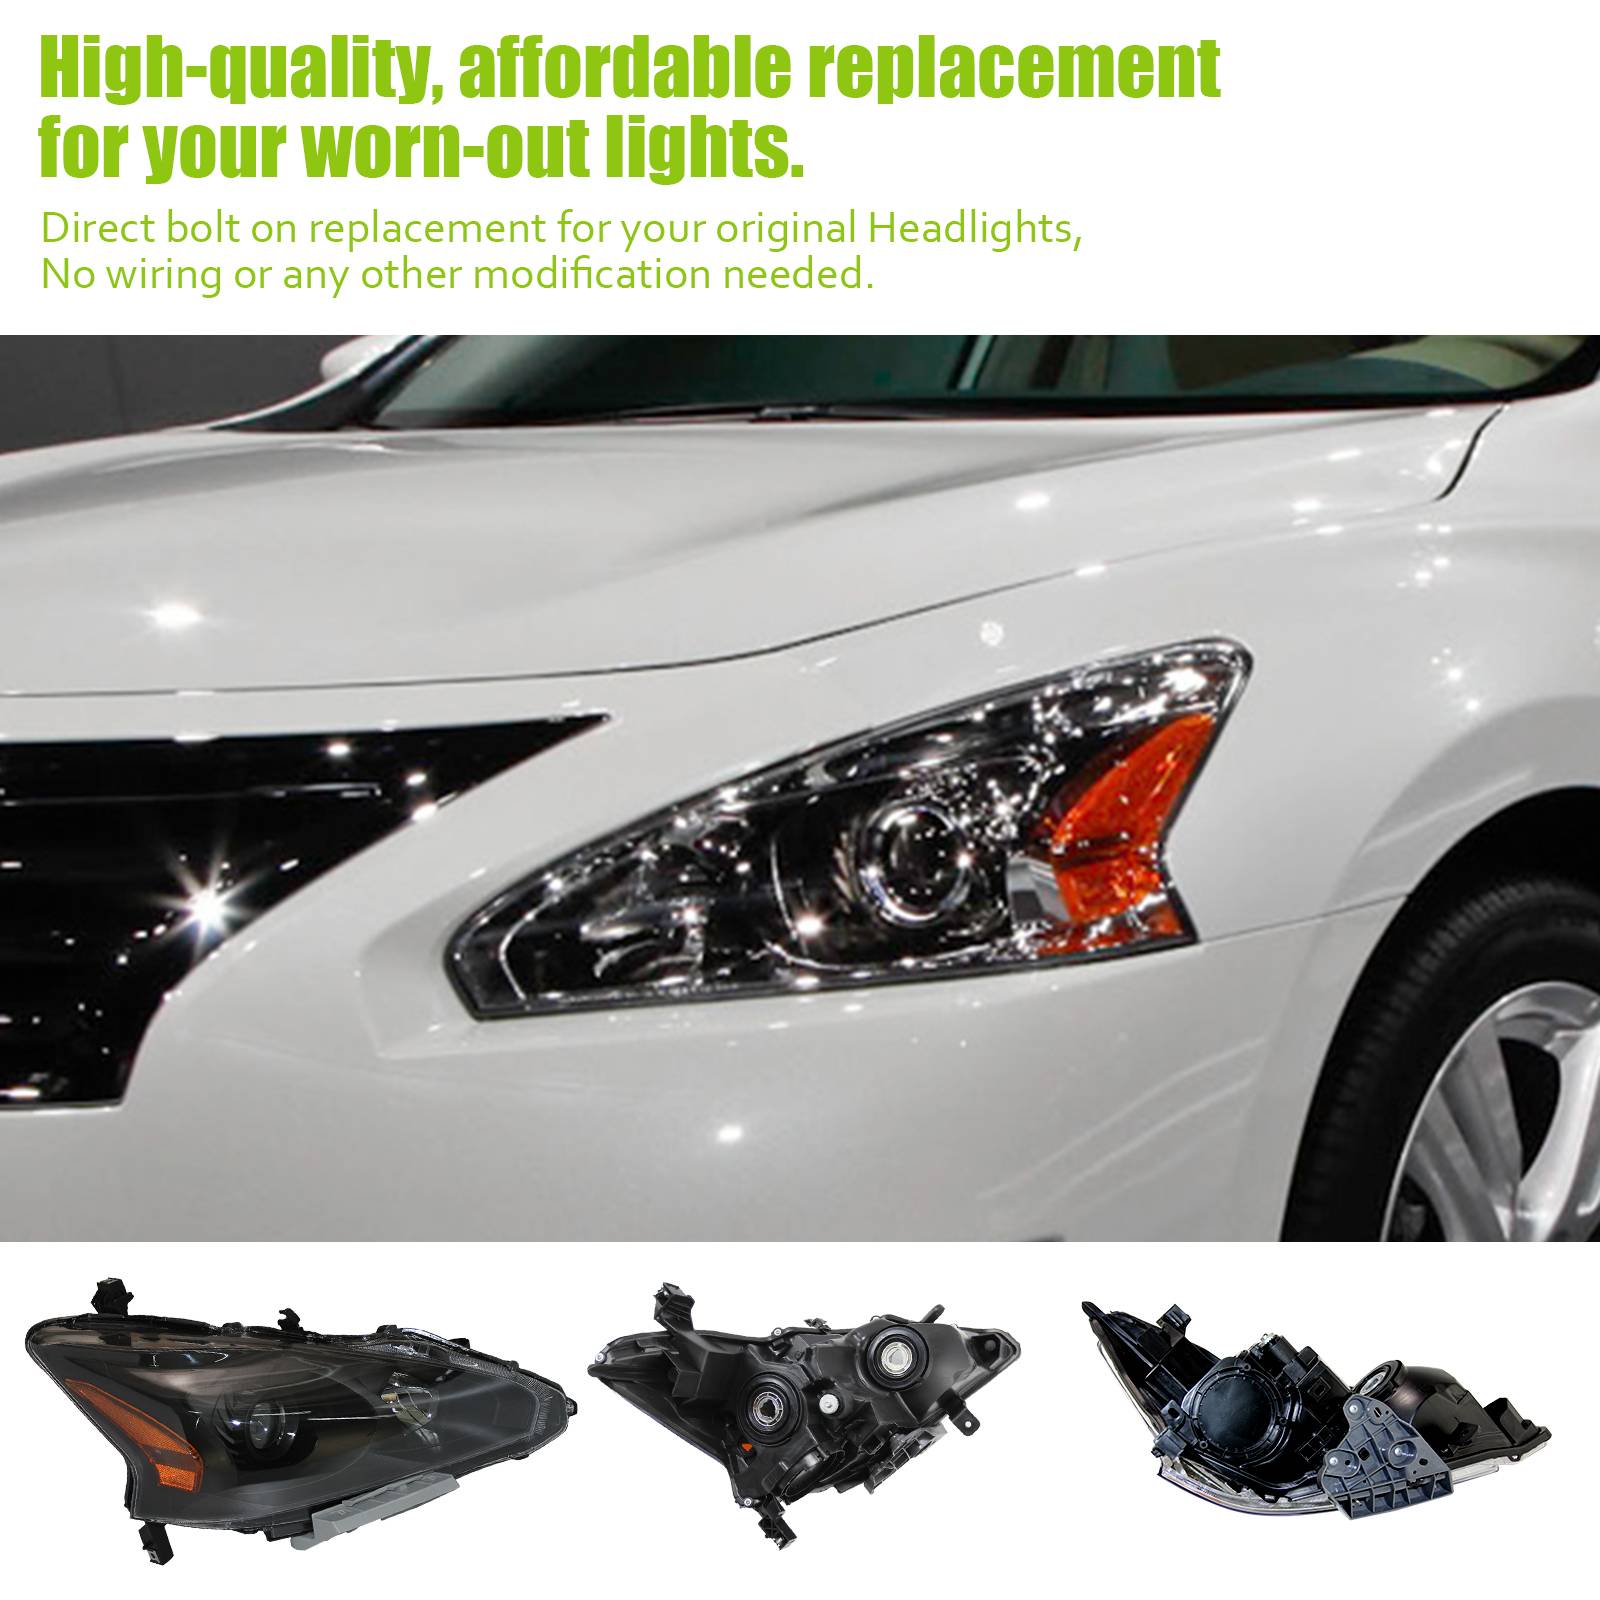 High-quality, affordable replacement
for your worn-out lights.
Direct bolt on replacement for your original Headlights,
No wiring or any other modification needed.